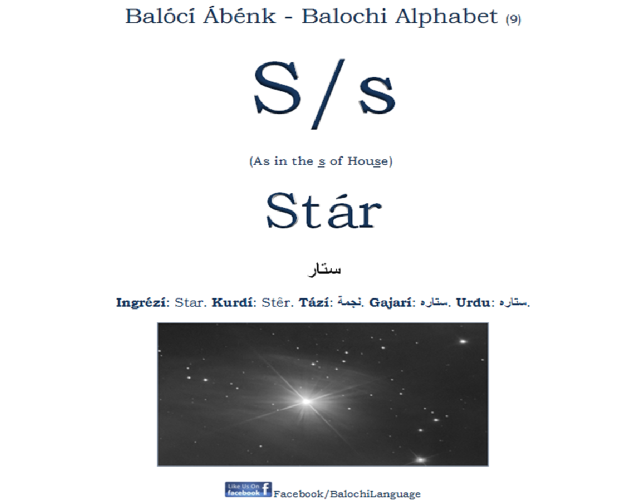 Balócí Ábénk - Balochi Alphabet (9)
S/s
(As in the s of House)
Stár
ستار
Ingrézí: Star. Kurdí: Stêr. Tází: نجمة. Gajarí: ستاره. Urdu: ستاره.
Like Us On
facebook
Facebook/BalochiLanguage